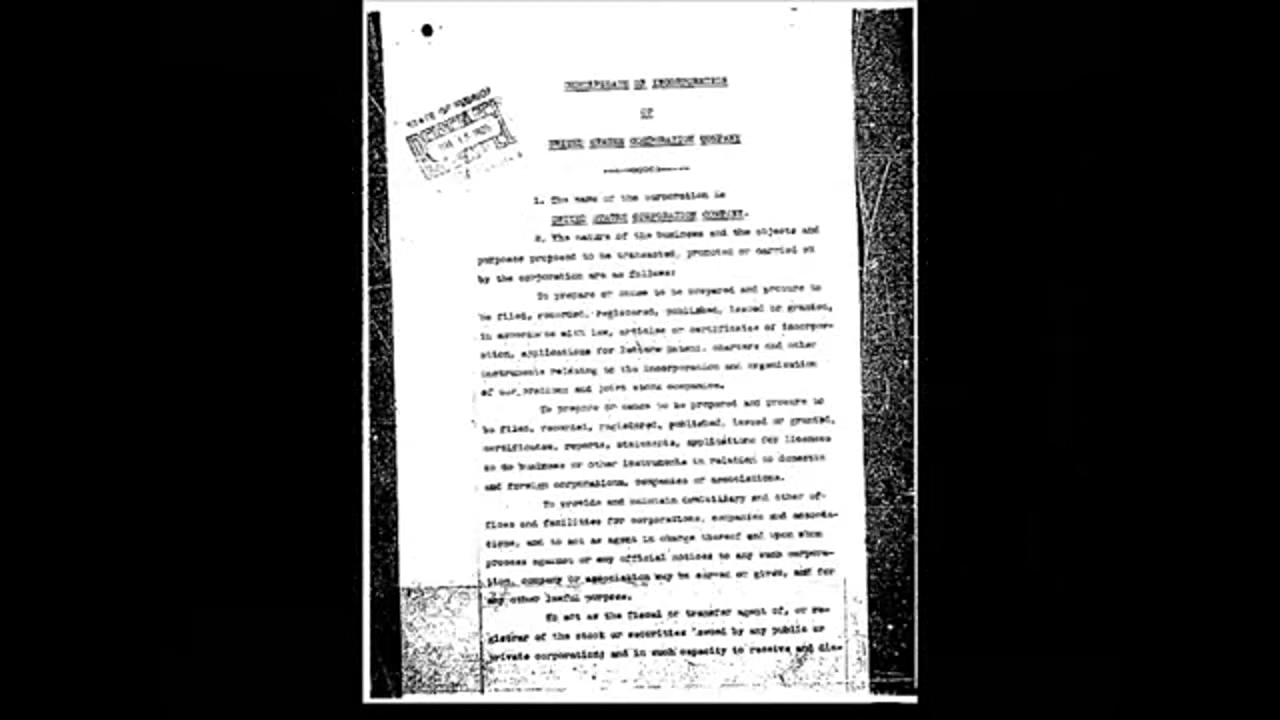 CERTIFICATE OF INCORPORATION
OF
UNITED STATES CORPORATION COMPANY
STATE OF
1. The name of the corporation is
UNITED STATES CORPORATION COMPANY.
2. The nature of the business and the objects and
purposes proposed to be transacted, promoted or carried on
by the corporation are as follows:
To prepare or cause to be prepared and procure to
be filed, recorded, registered, published, issued or granted,
in accordance with law, articles or certificates of incorpor-
ation, applications for letters patent, charters and other
instruments relating to the incorporation and organization
of corporations and joint stock companies.
To prepare or cause to be prepared and procure to
be filed, recorded, registered, published, issued or granted,
certificates, reports, statements, applications for licenses
to do business or other instruments in relation to domestic
and foreign corporations, companies or associations.
To provide and maintain domiciliary and other of-
fices and facilities for corporations, companies and associa-
tions, and to act as agent in charge thereof and upon whom
process against or any official notices to any such corpora-
tion, company or association may be served or given, and for
any other lawful purpose.
To act as the fiscal or transfer agent of, or re-
gistrar of the stock or securities issued by any public or
private corporation; and in such capacity to receive and dis-